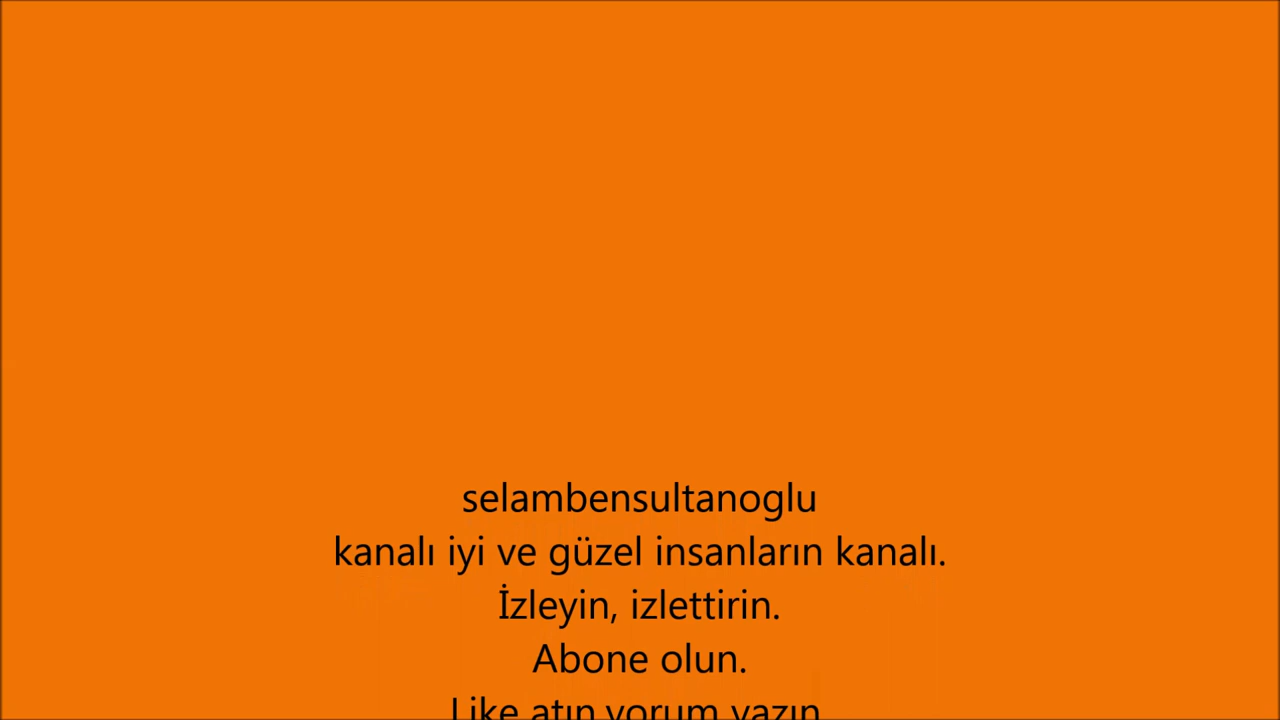 selambensultanoglu
kanalı iyi ve güzel insanların kanalı.
İzleyin, izlettirin.
Abone olun.
Like atın yorum yazın